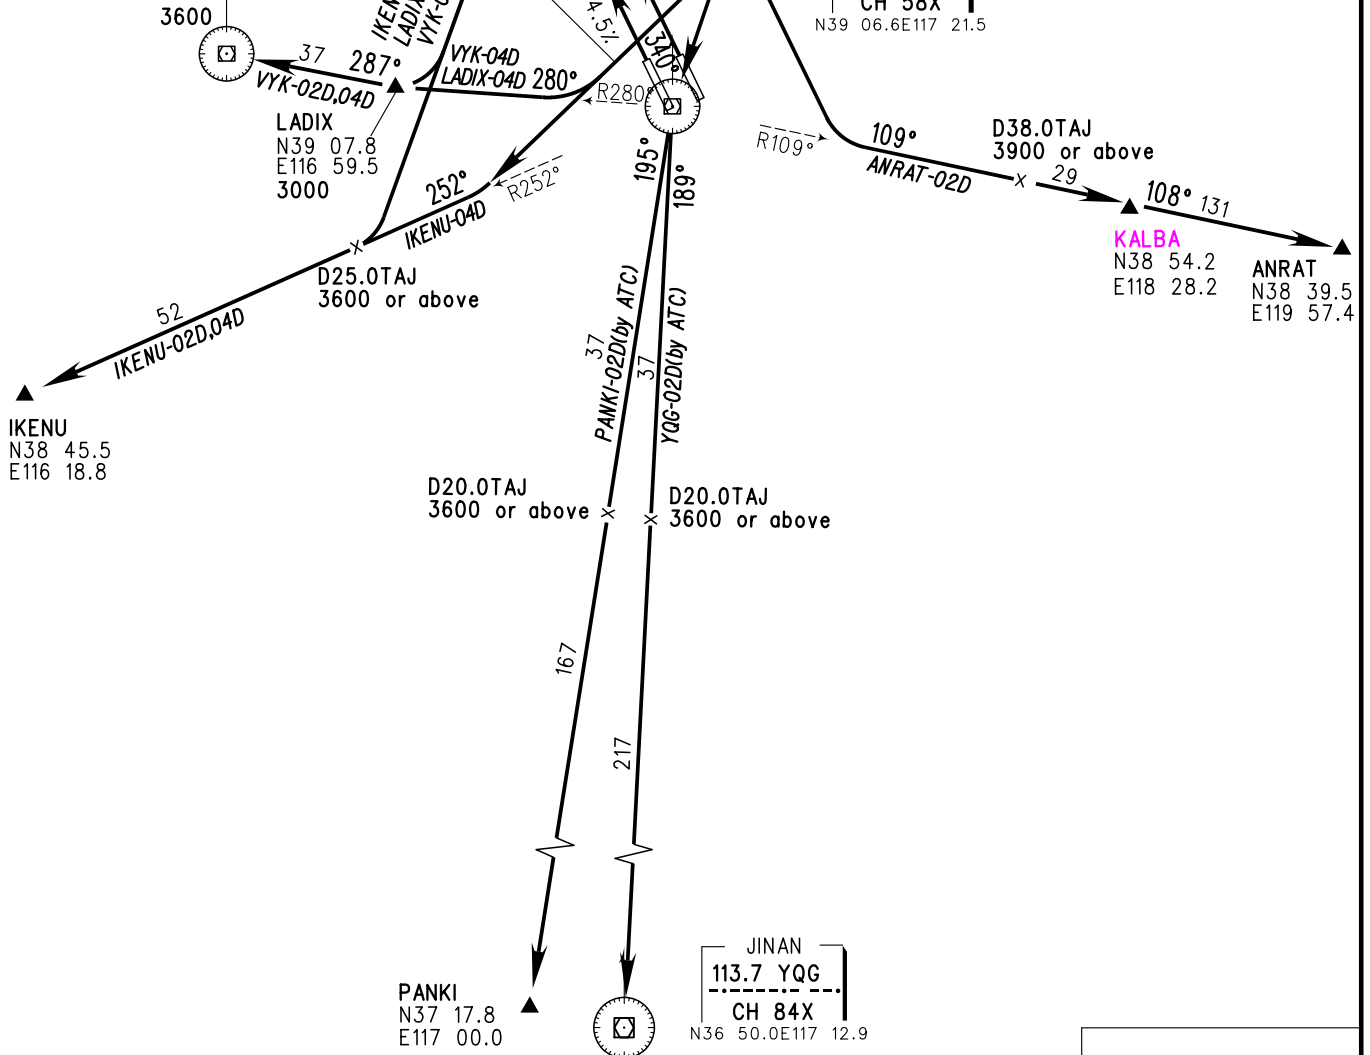 3600
CH 58X
N39 06.6E117 21.5
4.5%
340°
37
287°
VYK-02D,04D
VYK-04D
LADIX-04D 280°
R280°
LADIX
N39 07.8
E116 59.5
3000
195°
189°
R109°
109°
ANRAT-02D
D38.0TAJ
3900 or above
29
108° 131
KALBA
N38 54.2
E118 28.2
ANRAT
N38 39.5
E119 57.4
252°
IKENU-04D
R252°
D25.0TAJ
3600 or above
52
IKENU-02D,04D
IKENU
N38 45.5
E116 18.8
37
PANKI-02D(by ATC)
37
YQG-02D(by ATC)
D20.0TAJ
3600 or above
D20.0TAJ
3600 or above
167
217
PANKI
N37 17.8
E117 00.0
JINAN
113.7 YQG
CH 84X
N36 50.0E117 12.9